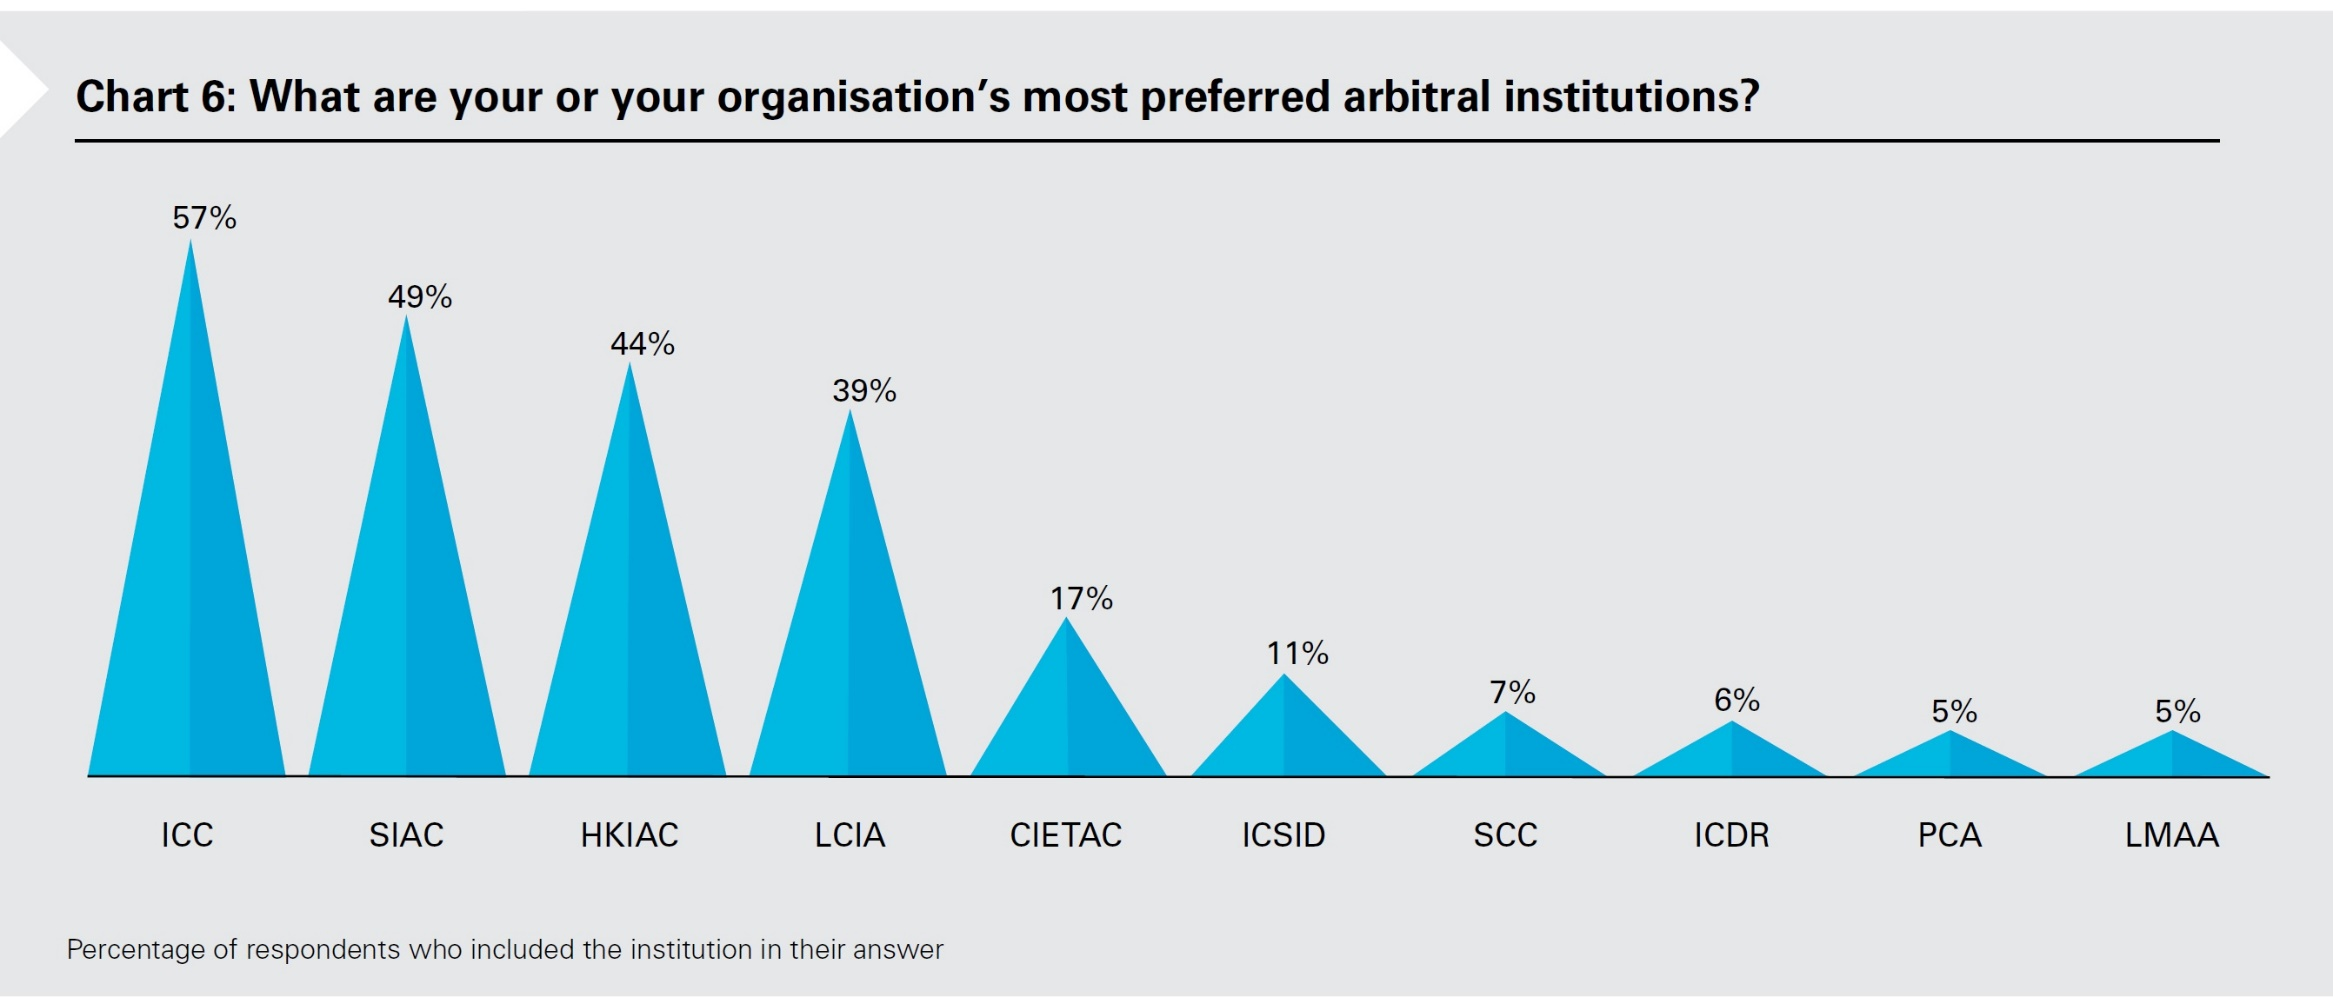 Chart 6: What are your or your organisation’s most preferred arbitral institutions?
57%
49%
44%
39%
17%
11%
7%
6%
5%
5%
ICC
SIAC
HKIAC
LCIA
CIETAC
ICSID
SCC
ICDR
PCA
LMAA
Percentage of respondents who included the institution in their answer